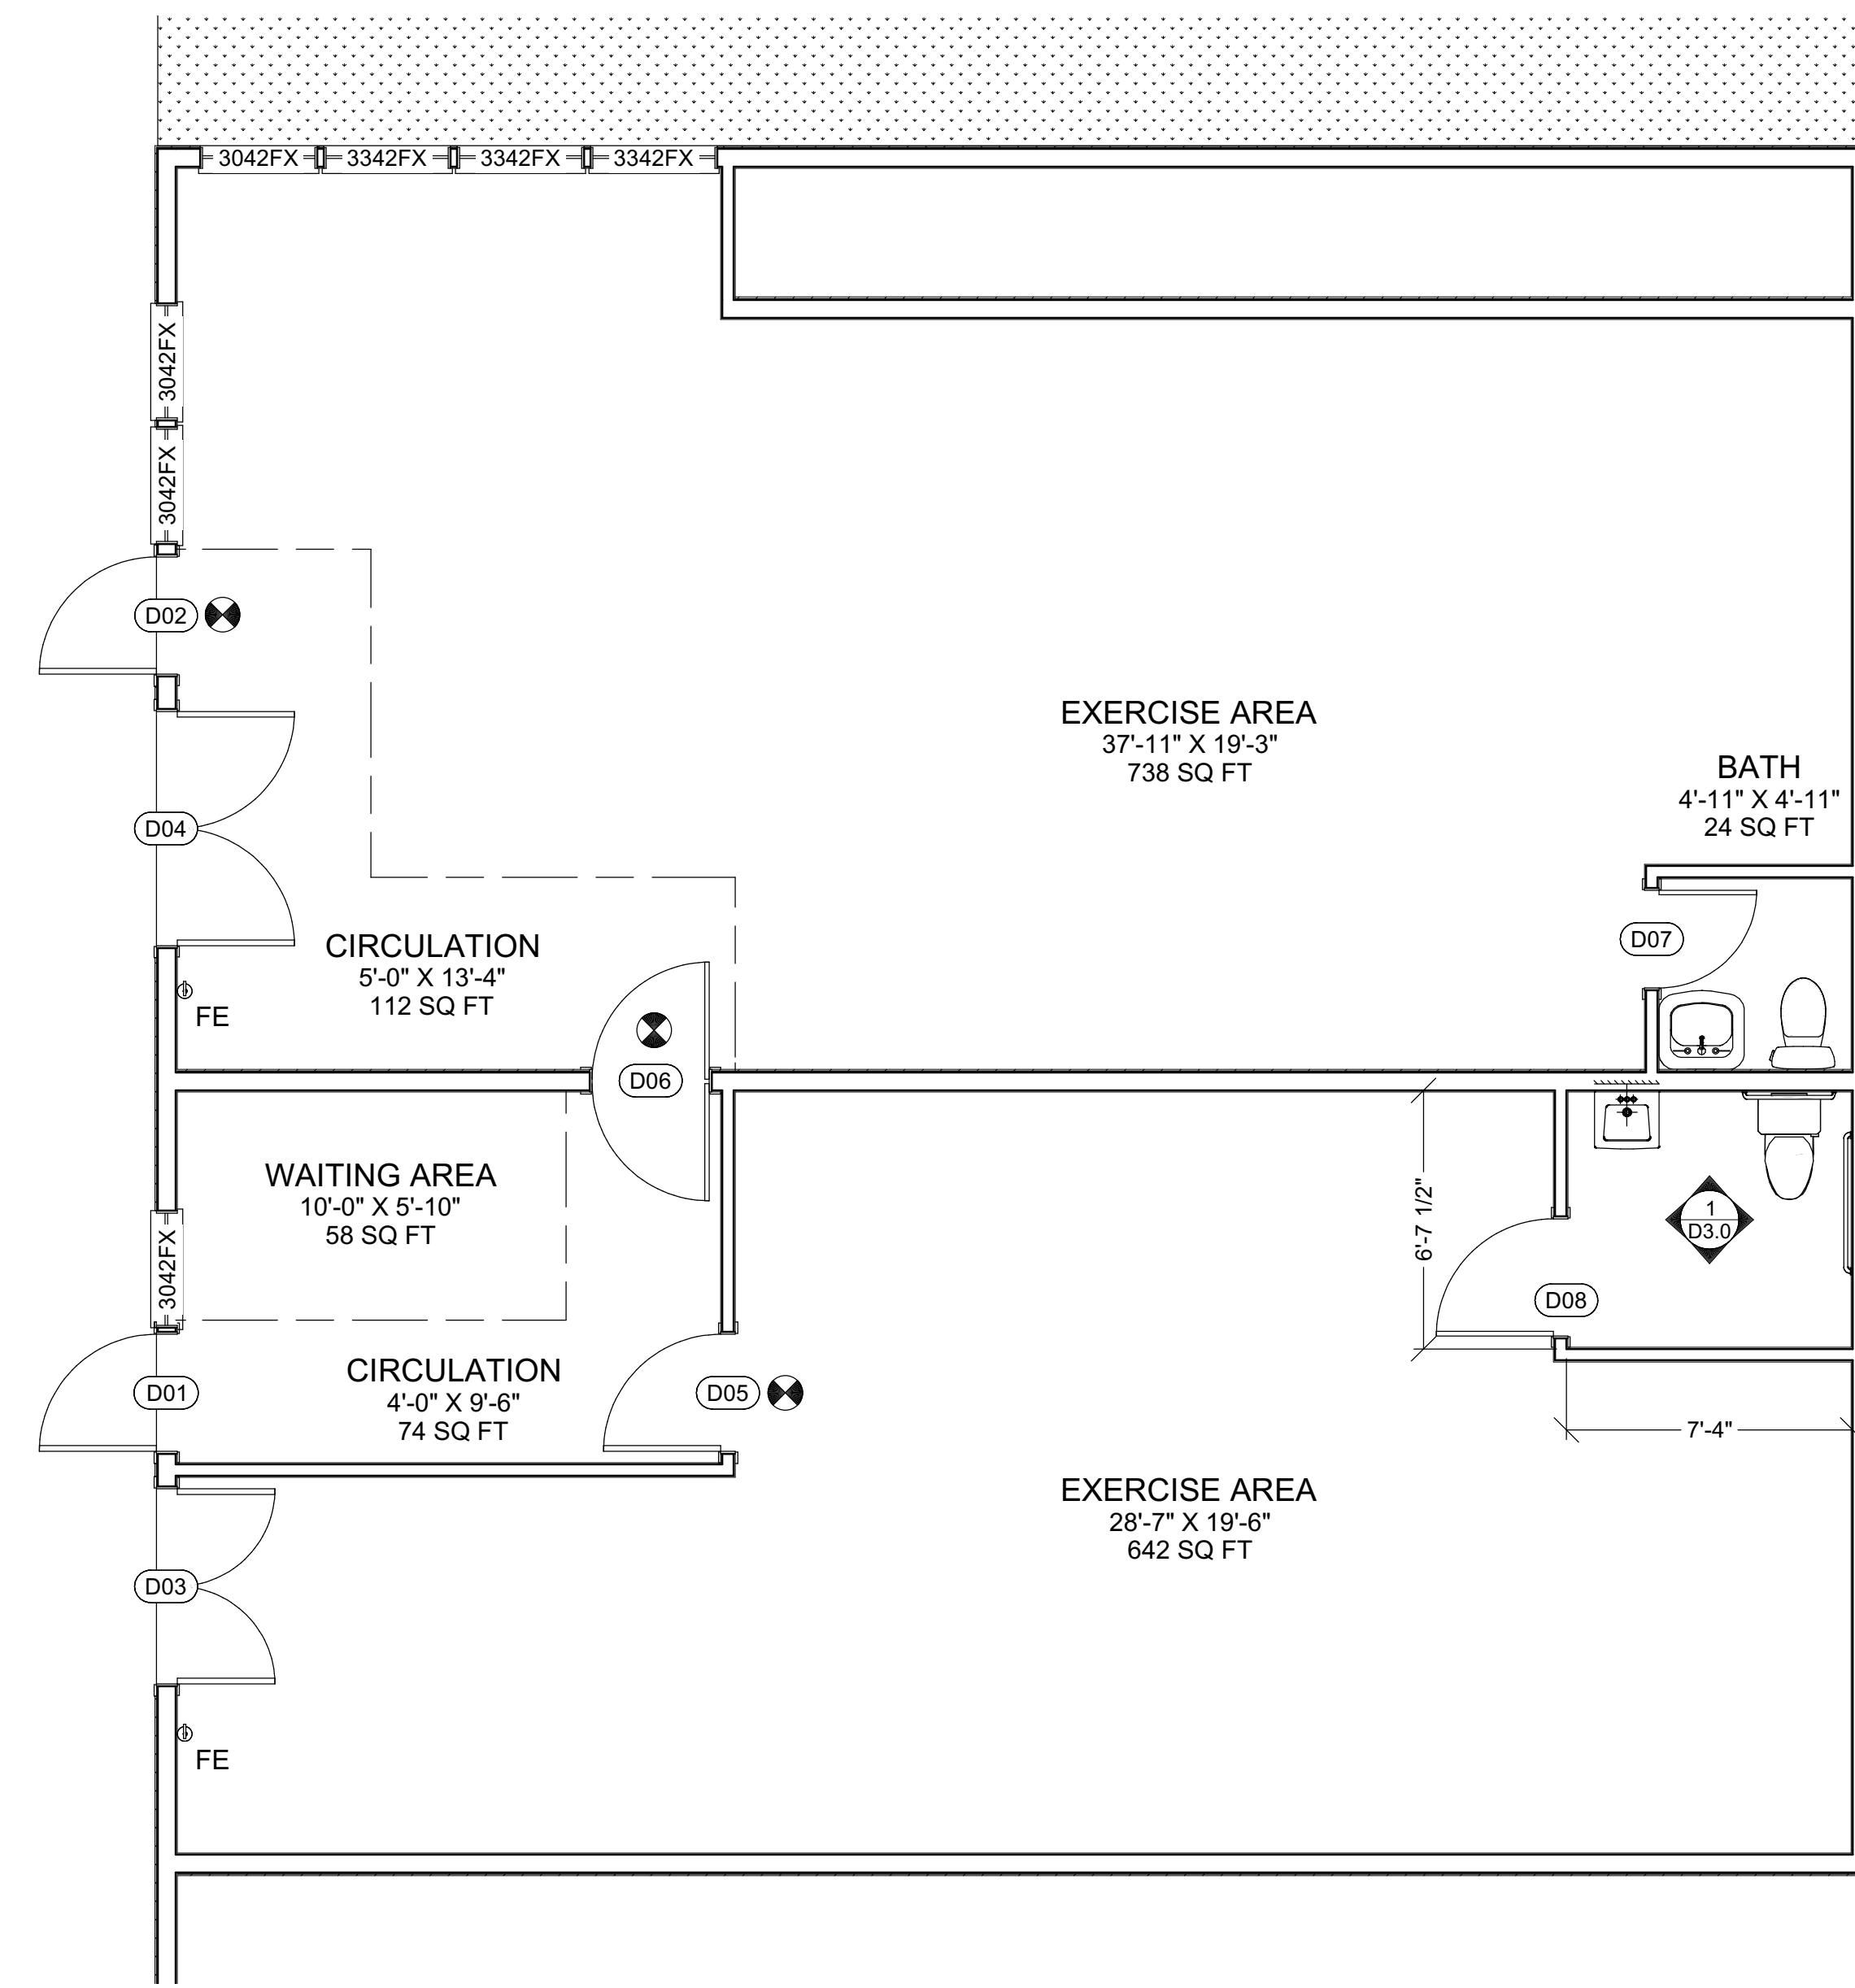 3042FX
3342FX
3342FX
3342FX
3042FX
3042FX
D02
EXERCISE AREA
37'-11" X 19'-3"
738 SQ FT
BATH
4'-11" X 4'-11"
24 SQ FT
D04
CIRCULATION
5'-0" X 13'-4"
112 SQ FT
D07
FE
D06
WAITING AREA
10'-0" X 5'-10"
58 SQ FT
6'-7 1/2"
1
D3.0
3042FX
D08
CIRCULATION
4'-0" X 9'-6"
74 SQ FT
D01
D05
7'-4"
EXERCISE AREA
28'-7" X 19'-6"
642 SQ FT
D03
FE